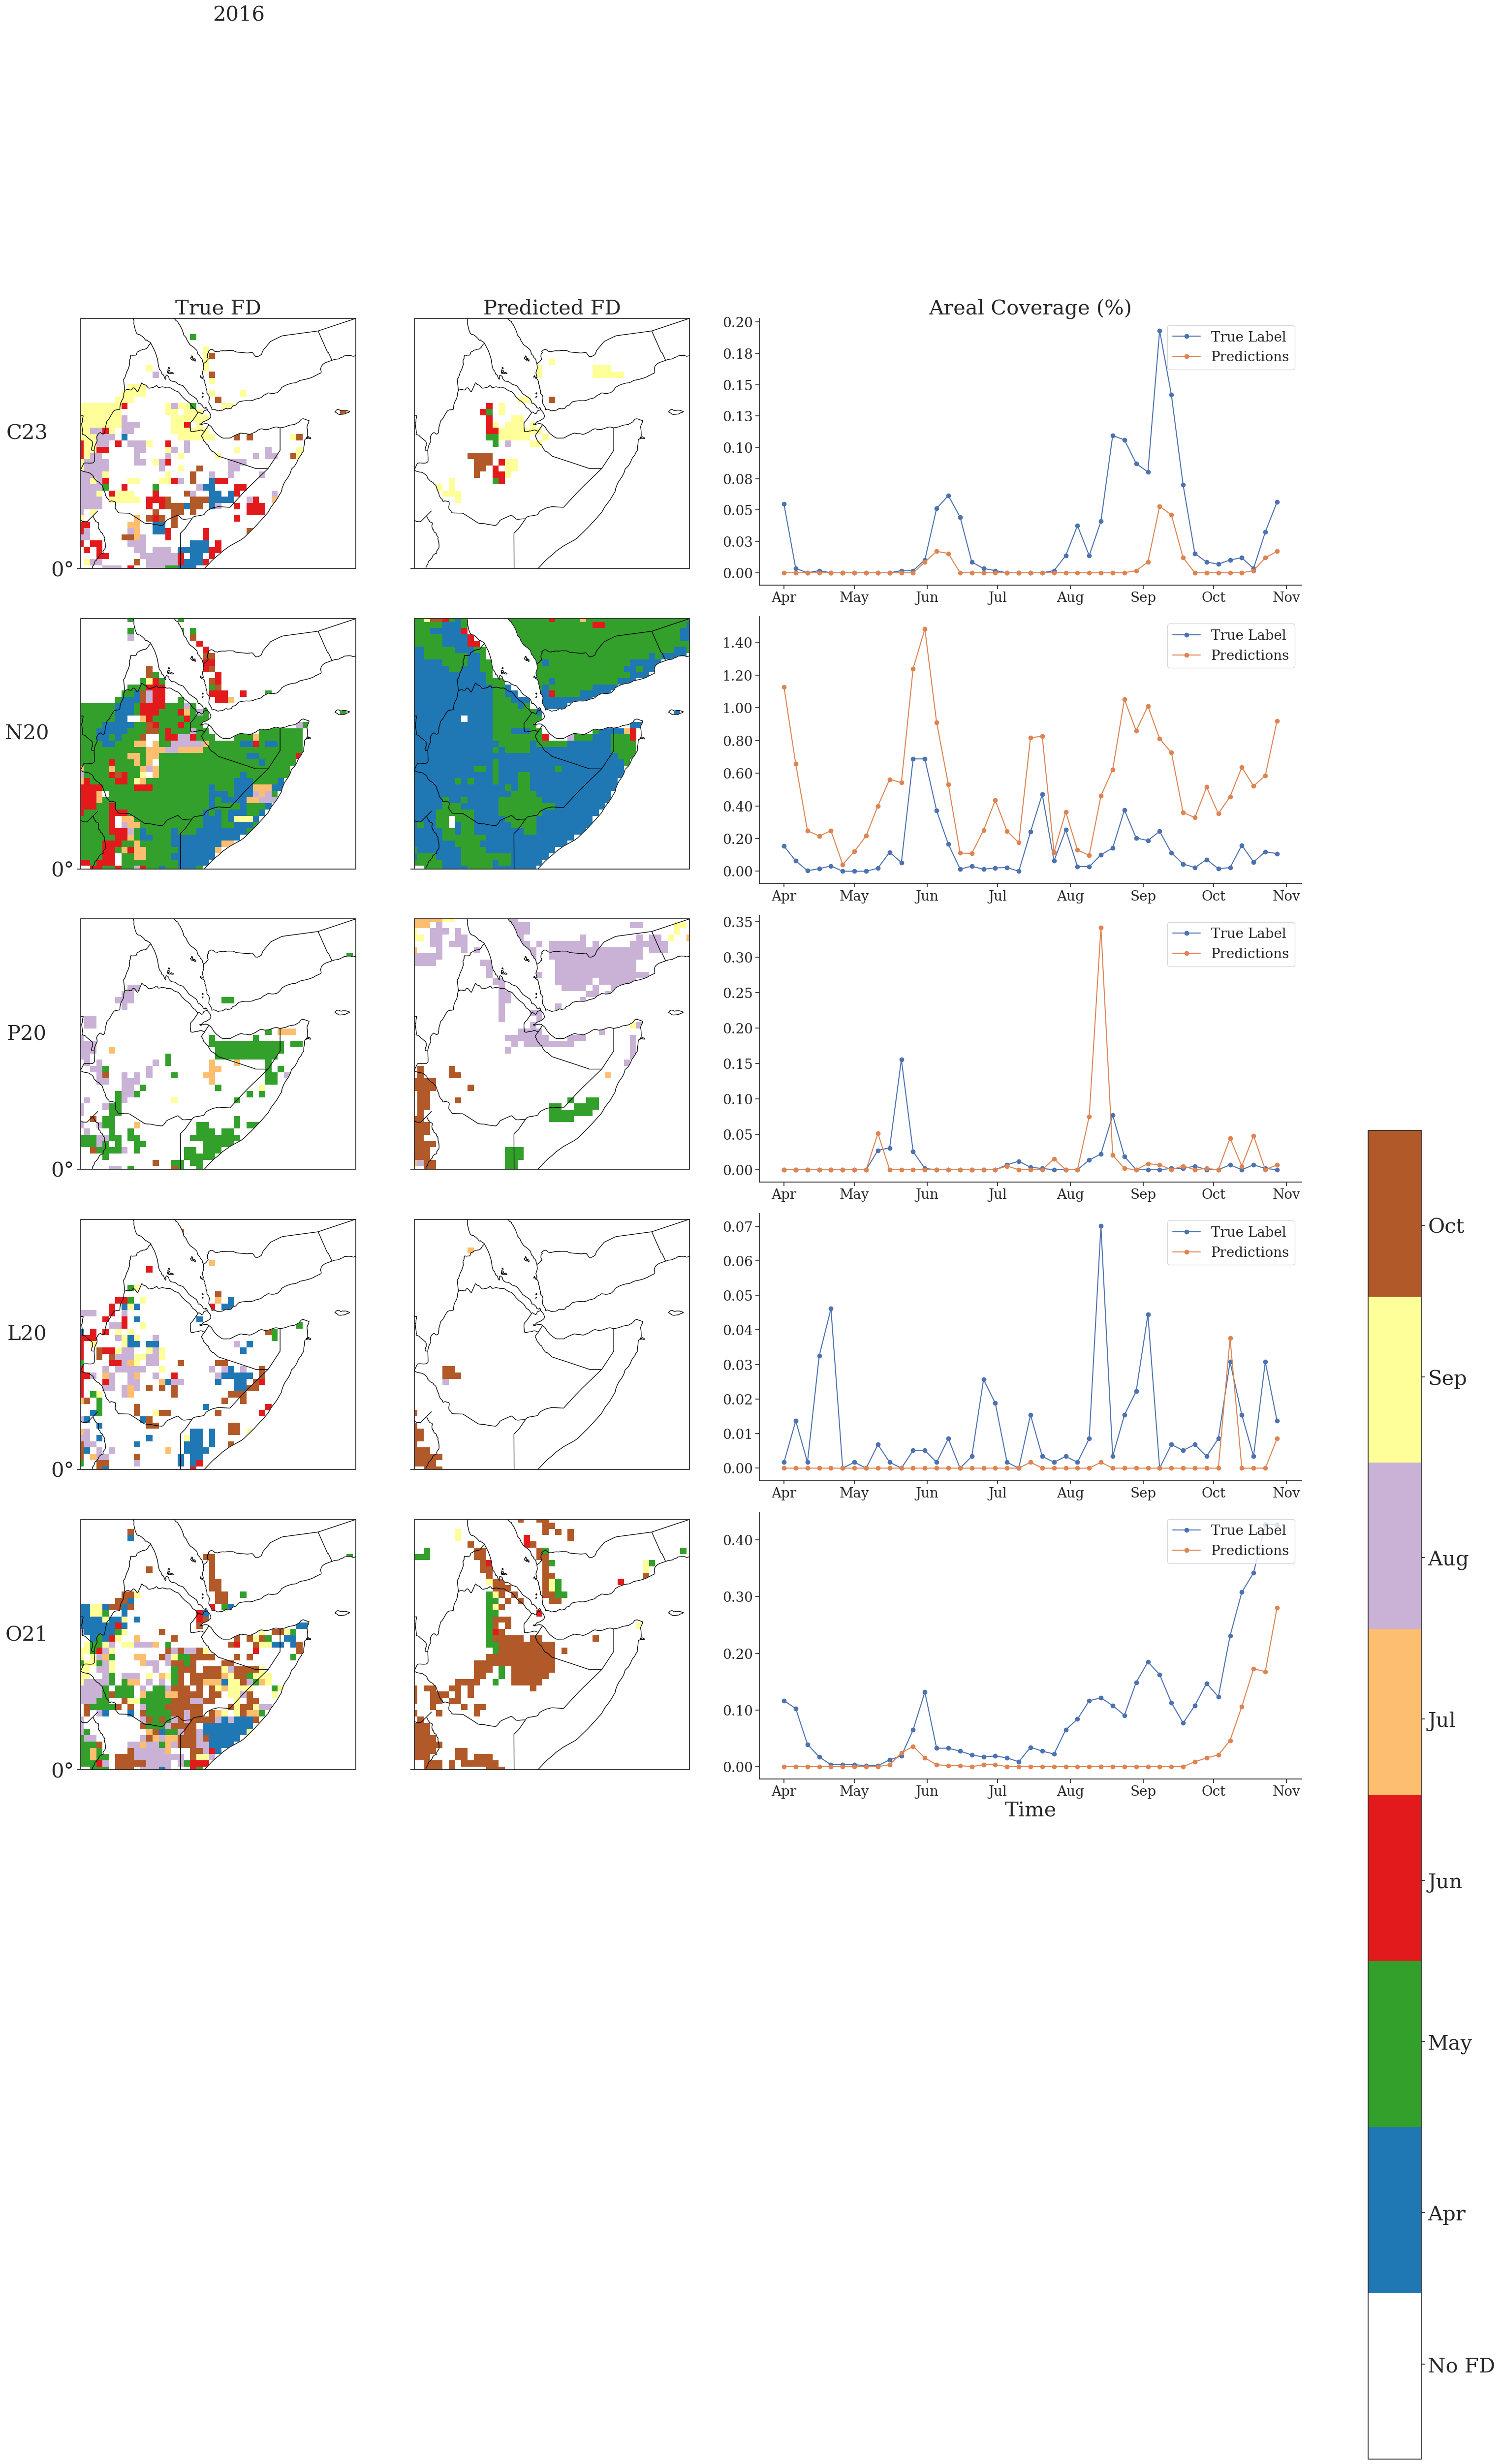 2016
True FD
Predicted FD
Areal Coverage (%)
C23
0°
0.20
0.18
0.15
0.13
0.10
0.08
0.05
0.03
0.00
True Label
Predictions
Apr May Jun Jul Aug Sep Oct Nov
N20
0°
1.40
1.20
1.00
0.80
0.60
0.40
0.20
0.00
True Label
Predictions
Apr May Jun Jul Aug Sep Oct Nov
P20
0°
0.35
0.30
0.25
0.20
0.15
0.10
0.05
0.00
True Label
Predictions
Apr May Jun Jul Aug Sep Oct Nov
L20
0°
0.07
0.06
0.05
0.04
0.03
0.02
0.01
0.00
True Label
Predictions
Apr May Jun Jul Aug Sep Oct Nov
O21
0°
0.40
0.30
0.20
0.10
0.00
True Label
Predictions
Apr May Jun Jul Aug Sep Oct Nov
Time
Oct
Sep
Aug
Jul
Jun
May
Apr
No FD